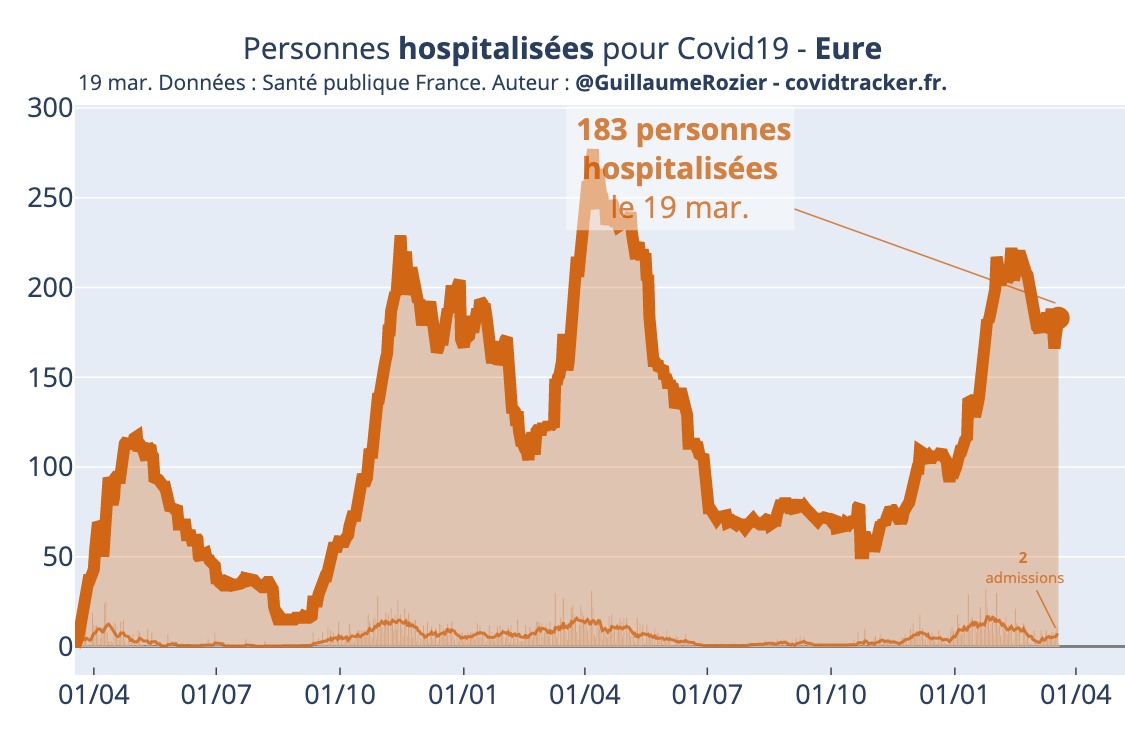 Personnes hospitalisées pour Covid19 - Eure
19 mar. Données : Santé publique France. Auteur : @GuillaumeRozier - covidtracker.fr.
300
250
200
150
100
50
0
183 personnes
hospitalisées
le 19 mar.
2
admissions
01/04 01/07 01/10 01/01 01/04 01/07 01/10 01/01 01/04